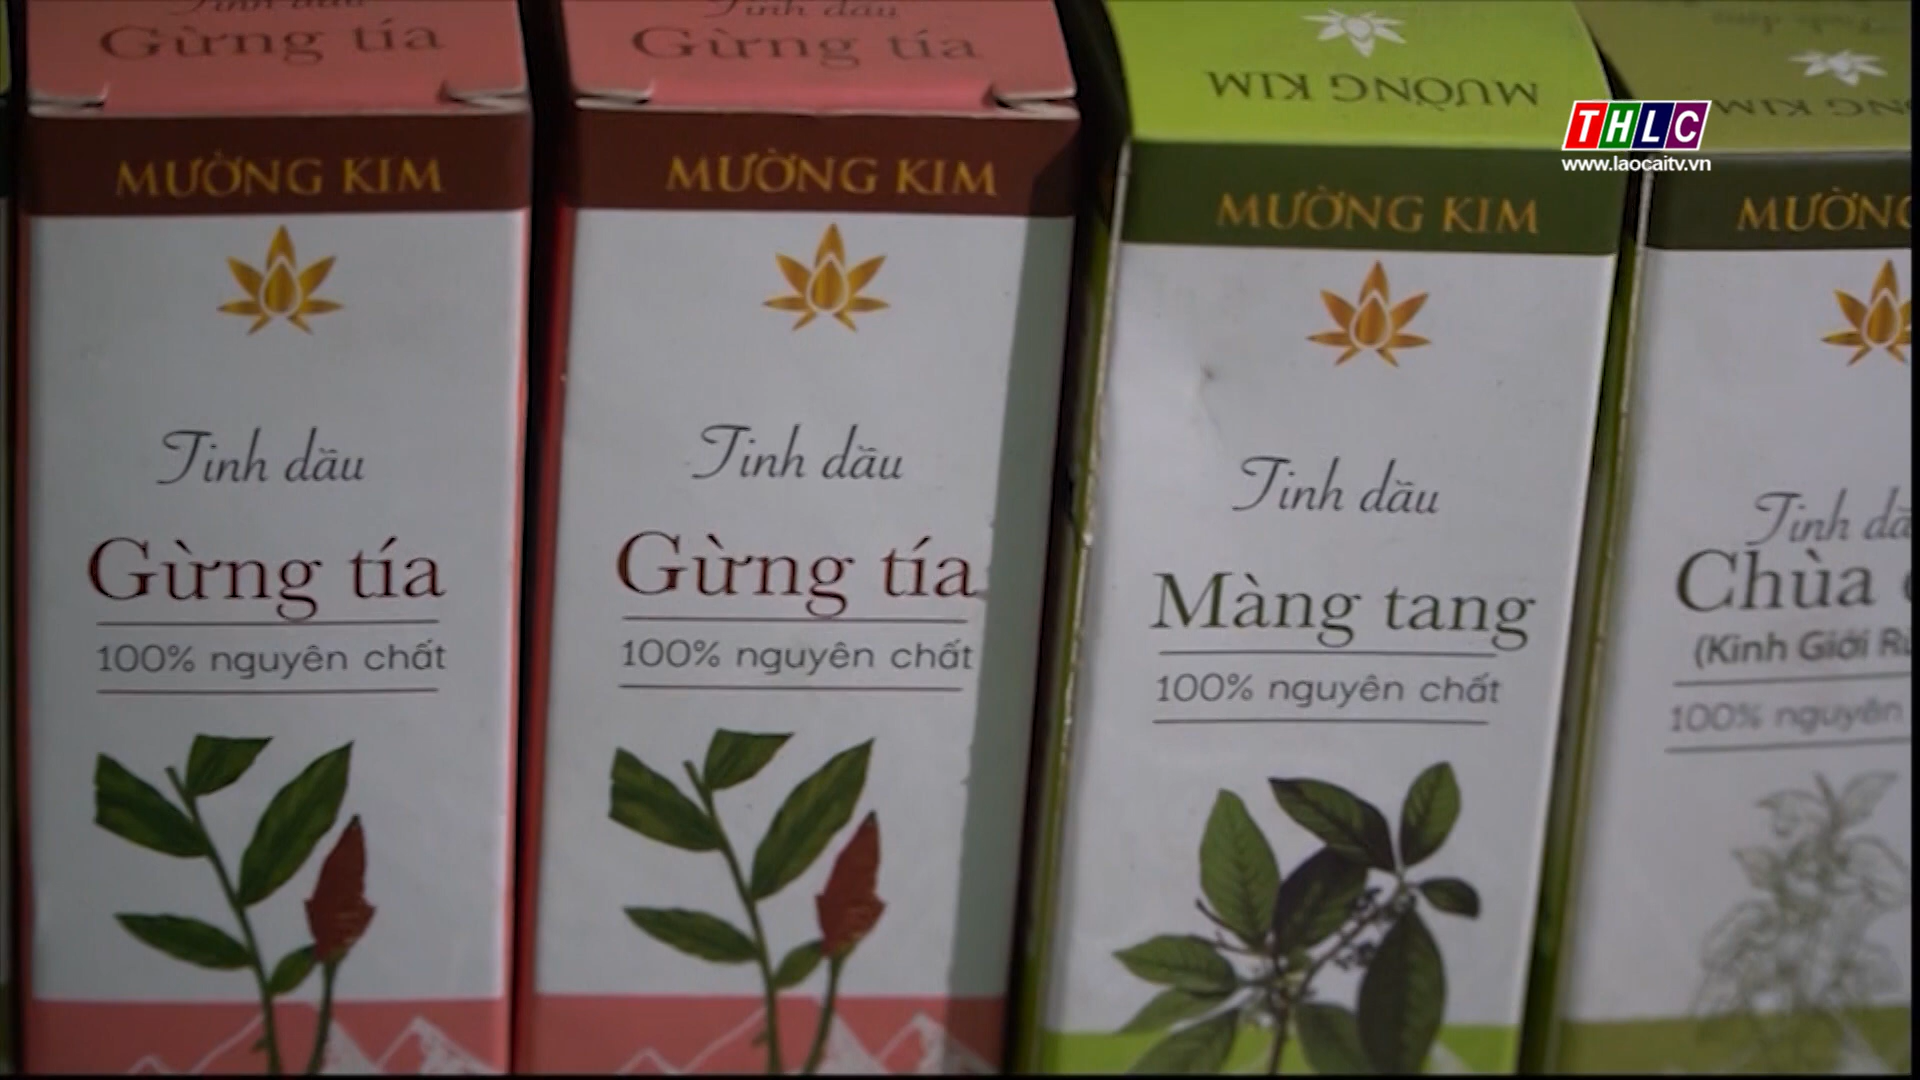 Tinh dầu
Gừng tía
MƯỜNG KIM
Tinh dầu
Gừng tía
100% nguyên chất
Tinh dầu
Gừng tía
MƯỜNG KIM
Tinh dầu
Gừng tía
100% nguyên chất
MƯỜNG KIM
MƯỜNG KIM
Tinh dầu
Màng tang
100% nguyên chất
KIM
Tinh
Chùa
(Kinh Giới
100% nguyên
THLC
www.laocaitv.vn